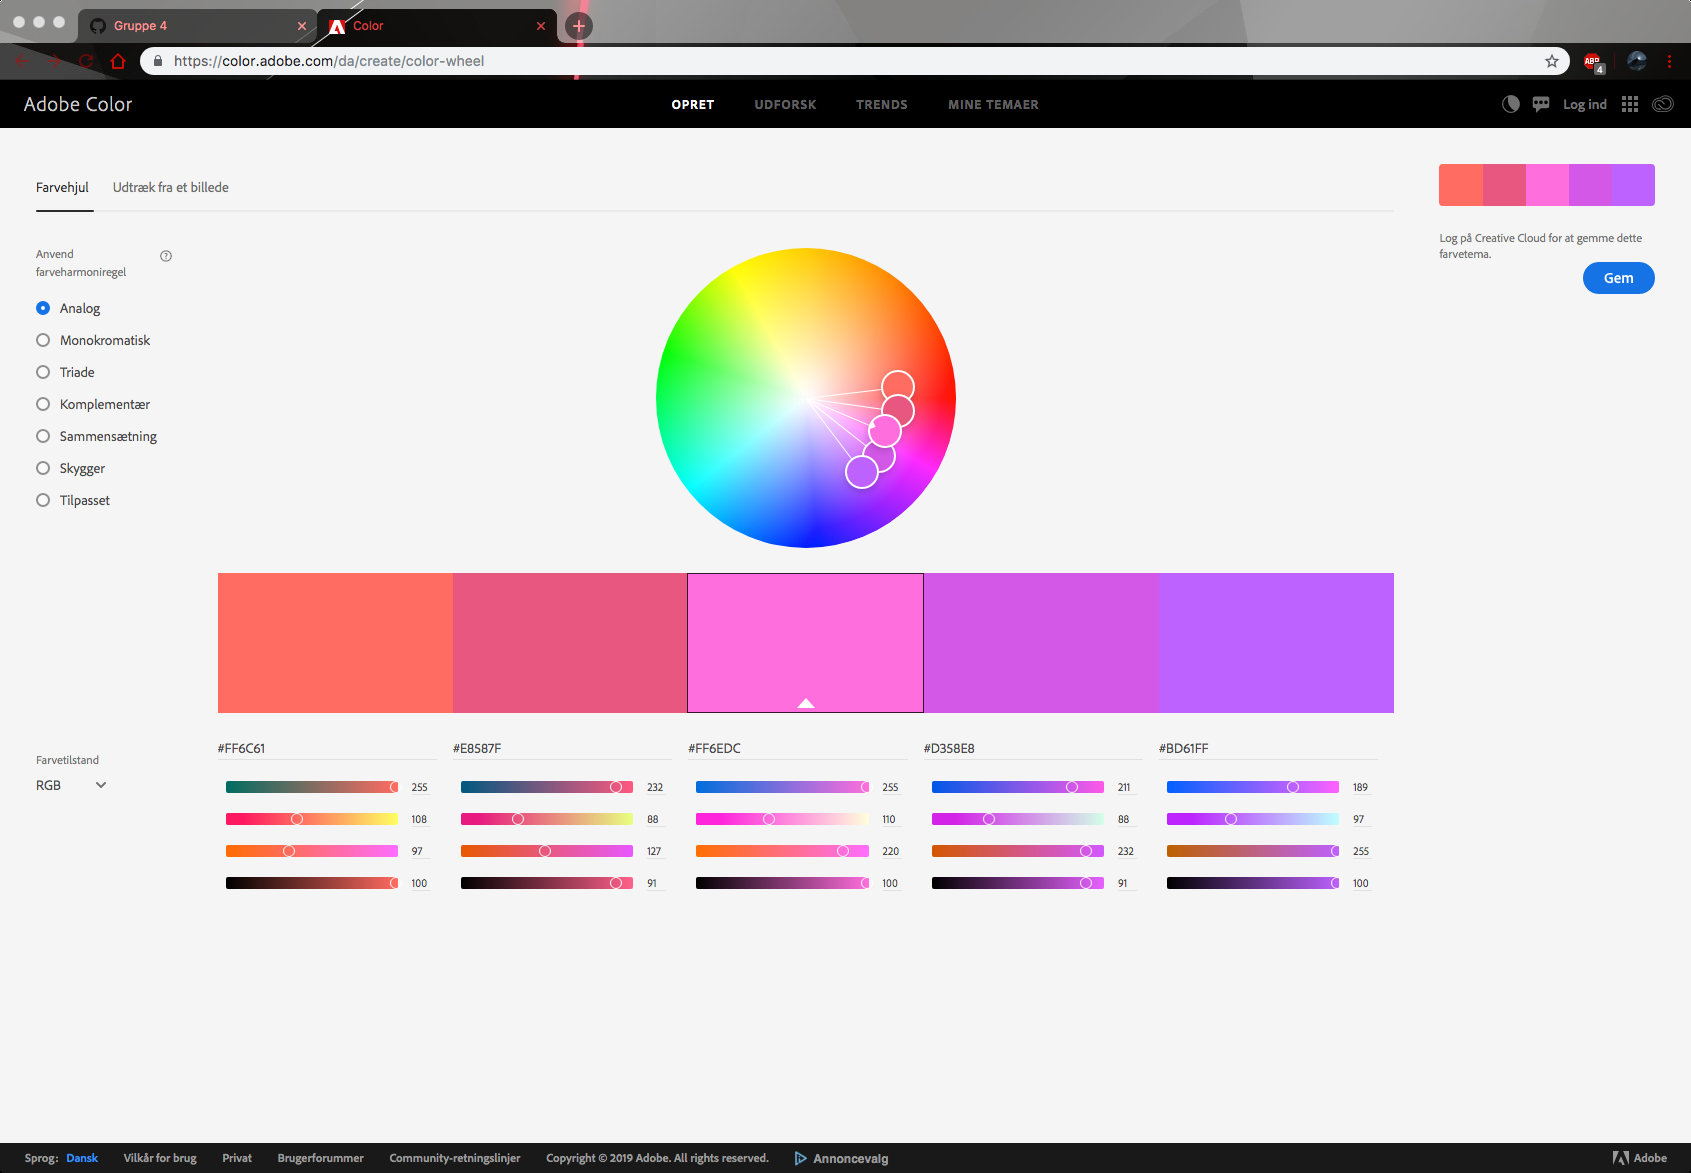 Gruppe 4
Color
https://color.adobe.com/da/create/color-wheel
ABP
4
Adobe Color
OPRET
UDFORSK
TRENDS
MINE TEMAER
Log ind
Farvehjul
Udtræk fra et billede
Log på Creative Cloud for at gemme dette
farvetema.
Gem
Anvend
farveharmoniregel
?
Analog
Monokromatisk
Triade
Komplementær
Sammensætning
Skygger
Tilpasset
Farvetilstand
RGB
#FF6C61
#E8587F
#FF6EDC
#D358E8
#BD61FF
255
232
255
211
189
108
88
110
88
97
97
127
220
232
255
100
91
100
91
100
Sprog: Dansk
Vilkår for brug
Privat
Brugerforummer
Community-retningslinjer
Copyright © 2019 Adobe. All rights reserved.
Annoncevalg
Adobe